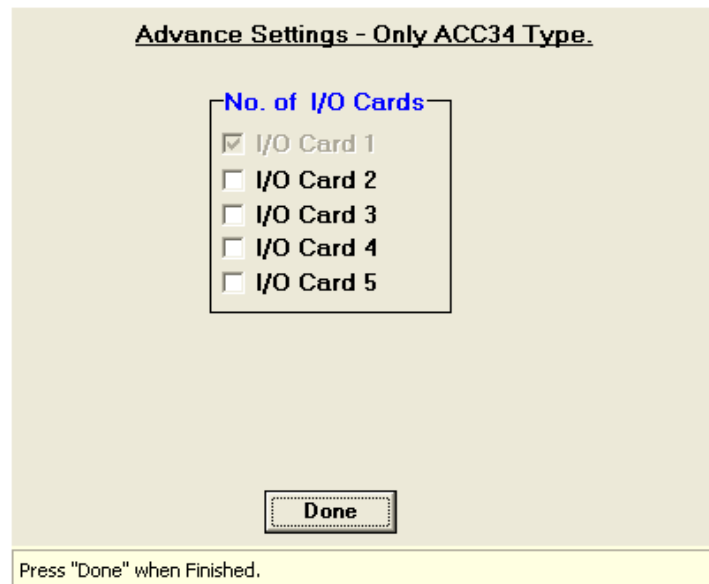 Advance Settings - Only ACC34 Type.
No. of I/O Cards
I/O Card 1
I/O Card 2
I/O Card 3
I/O Card 4
I/O Card 5
Done
Press "Done" when Finished.